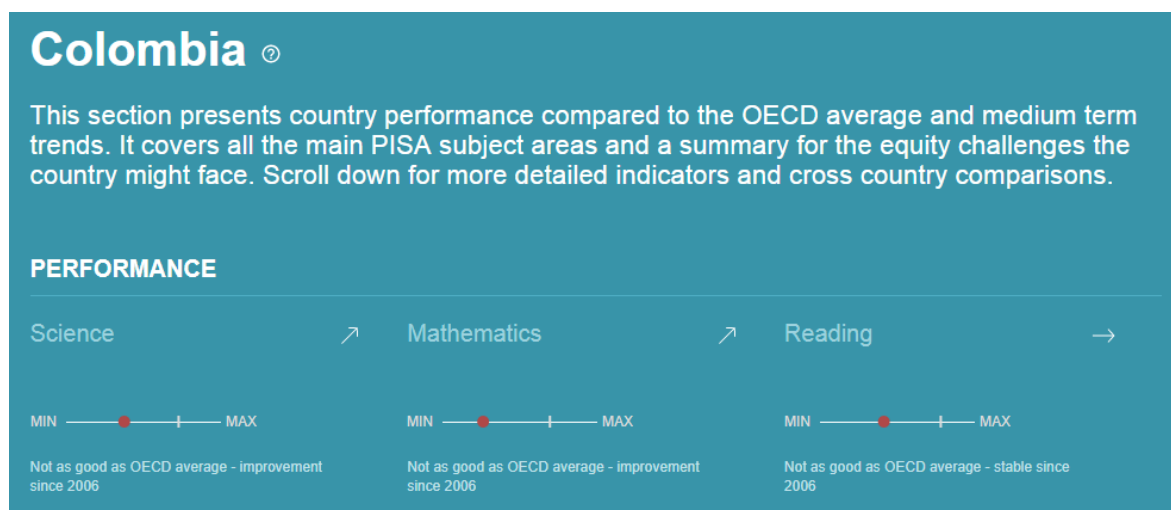 Colombia
This section presents country performance compared to the OECD average and medium term
trends. It covers all the main PISA subject areas and a summary for the equity challenges the
country might face. Scroll down for more detailed indicators and cross country comparisons.
PERFORMANCE
Science
MIN MAX
Not as good as OECD average - improvement
since 2006
Mathematics
MIN MAX
Not as good as OECD average - improvement
since 2006
Reading
MIN MAX
Not as good as OECD average - stable since
2006